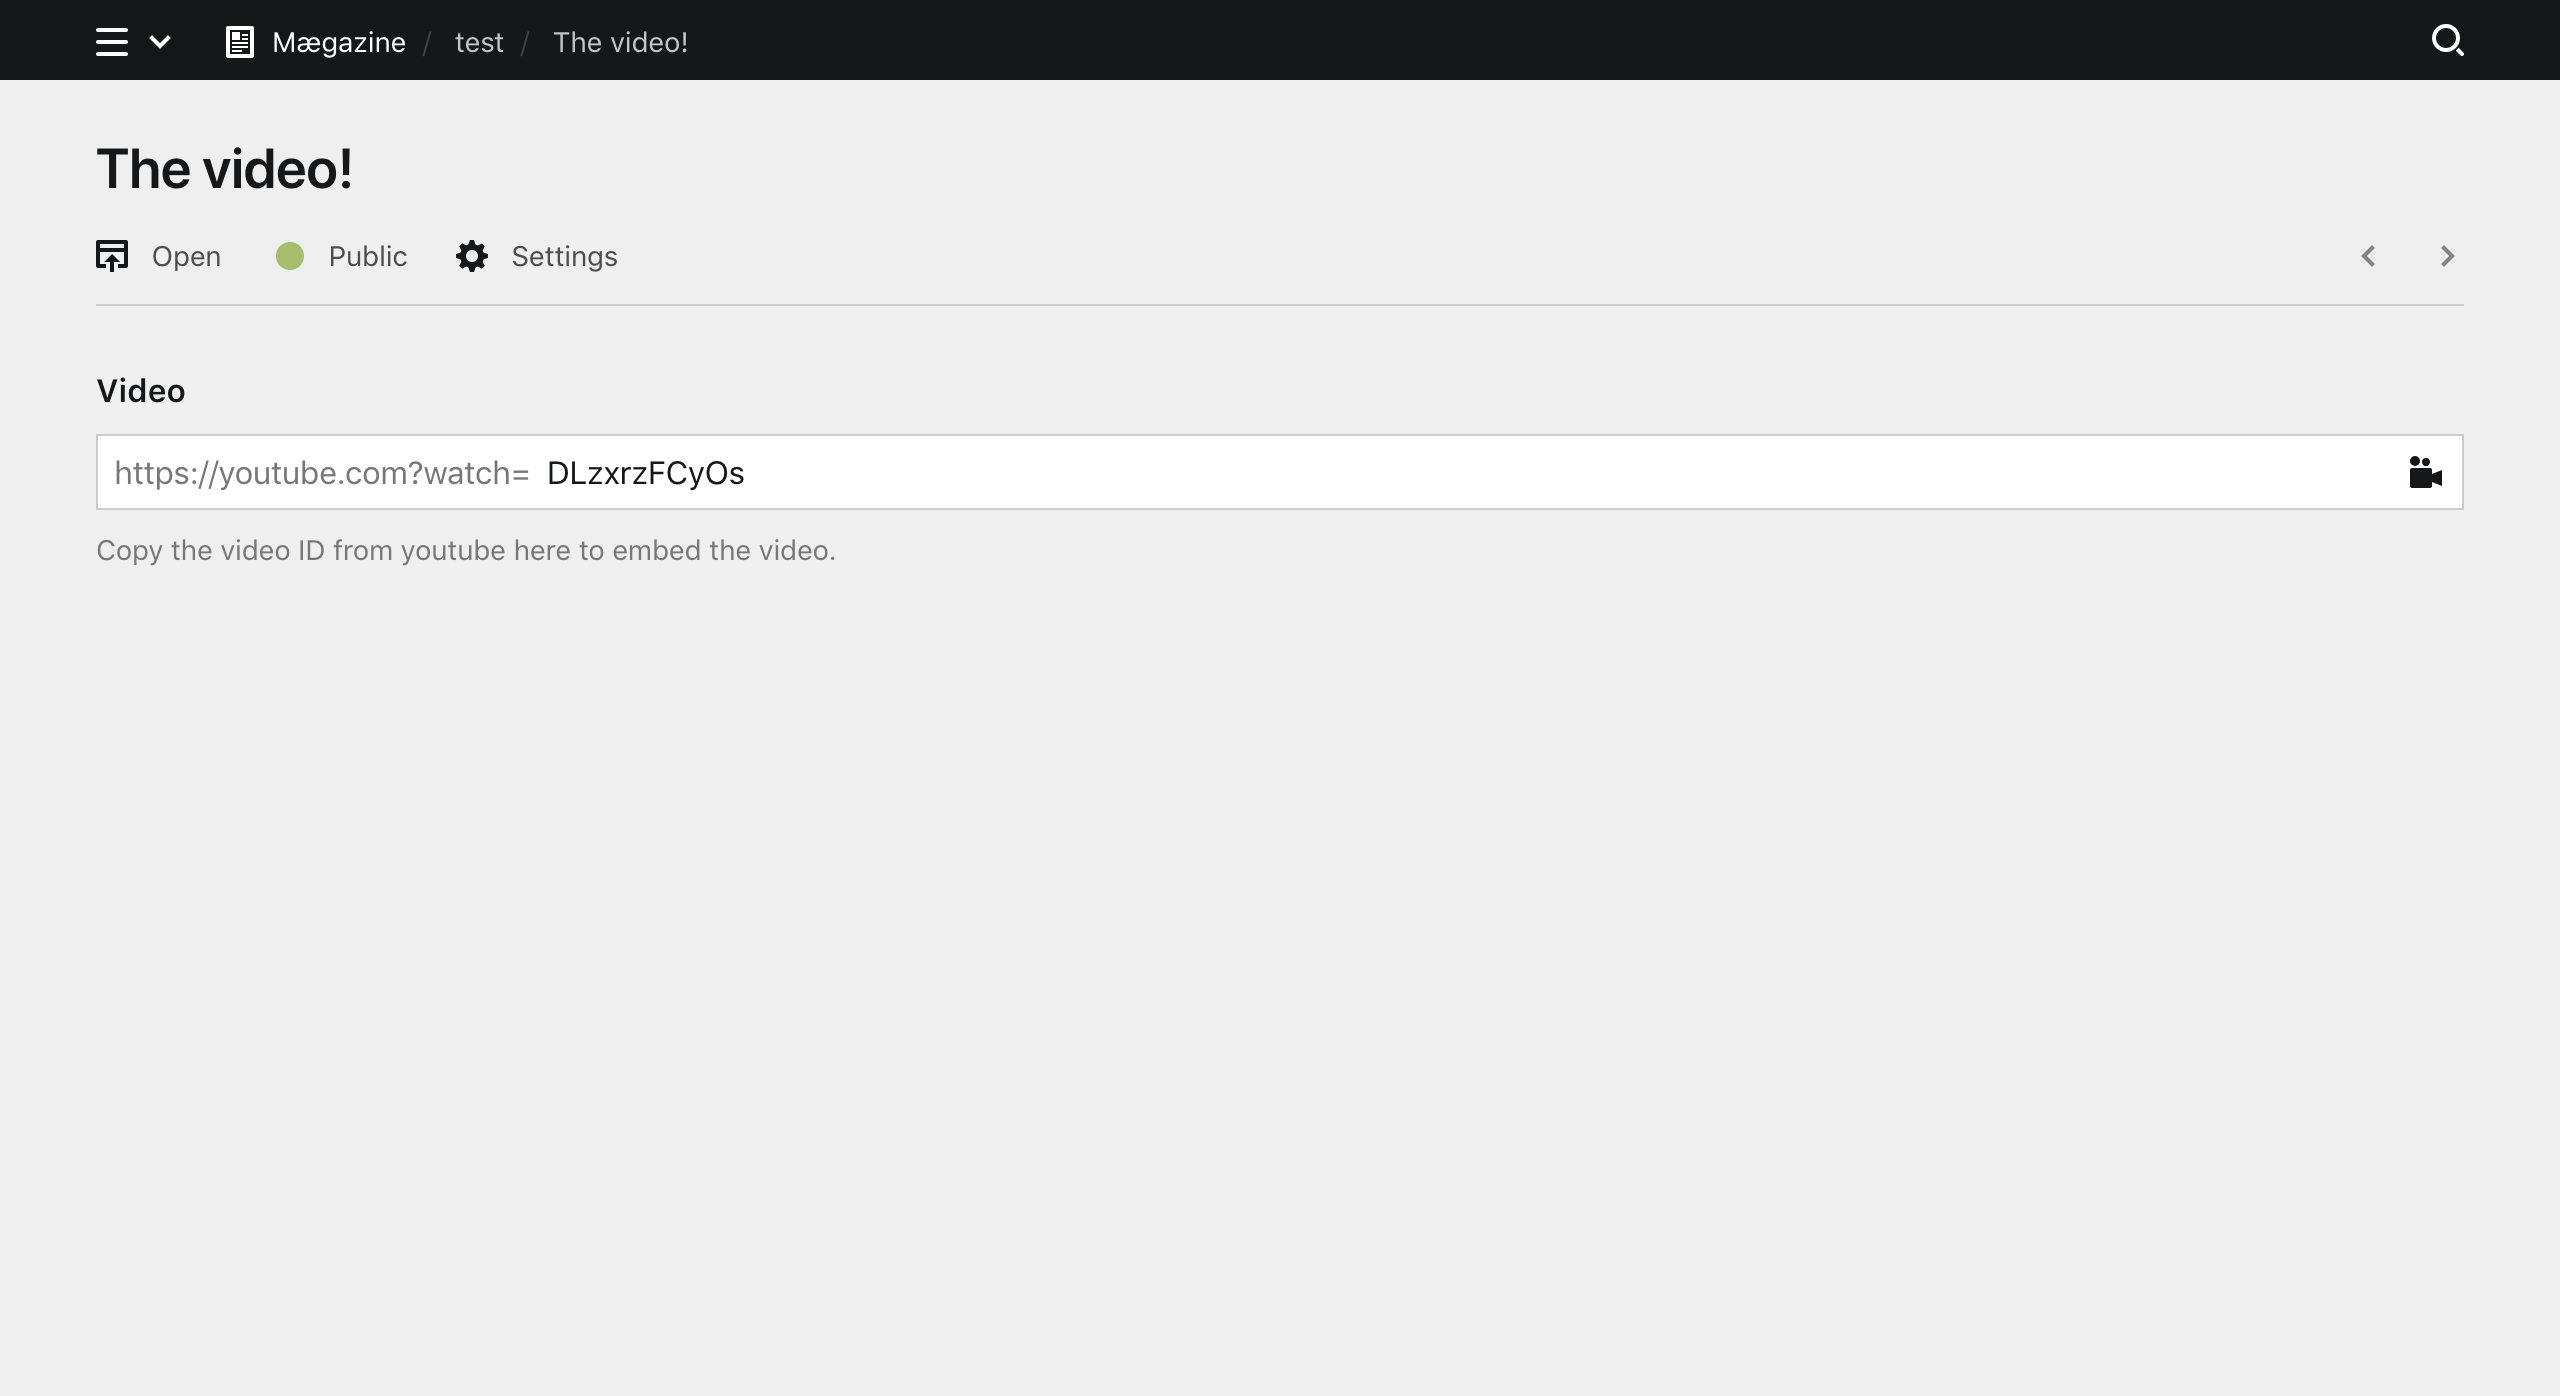 Mægazine / test / The video!
The video!
Open Public Settings
Video
https://youtube.com?watch= DLzxrzFCyOs
Copy the video ID from youtube here to embed the video.